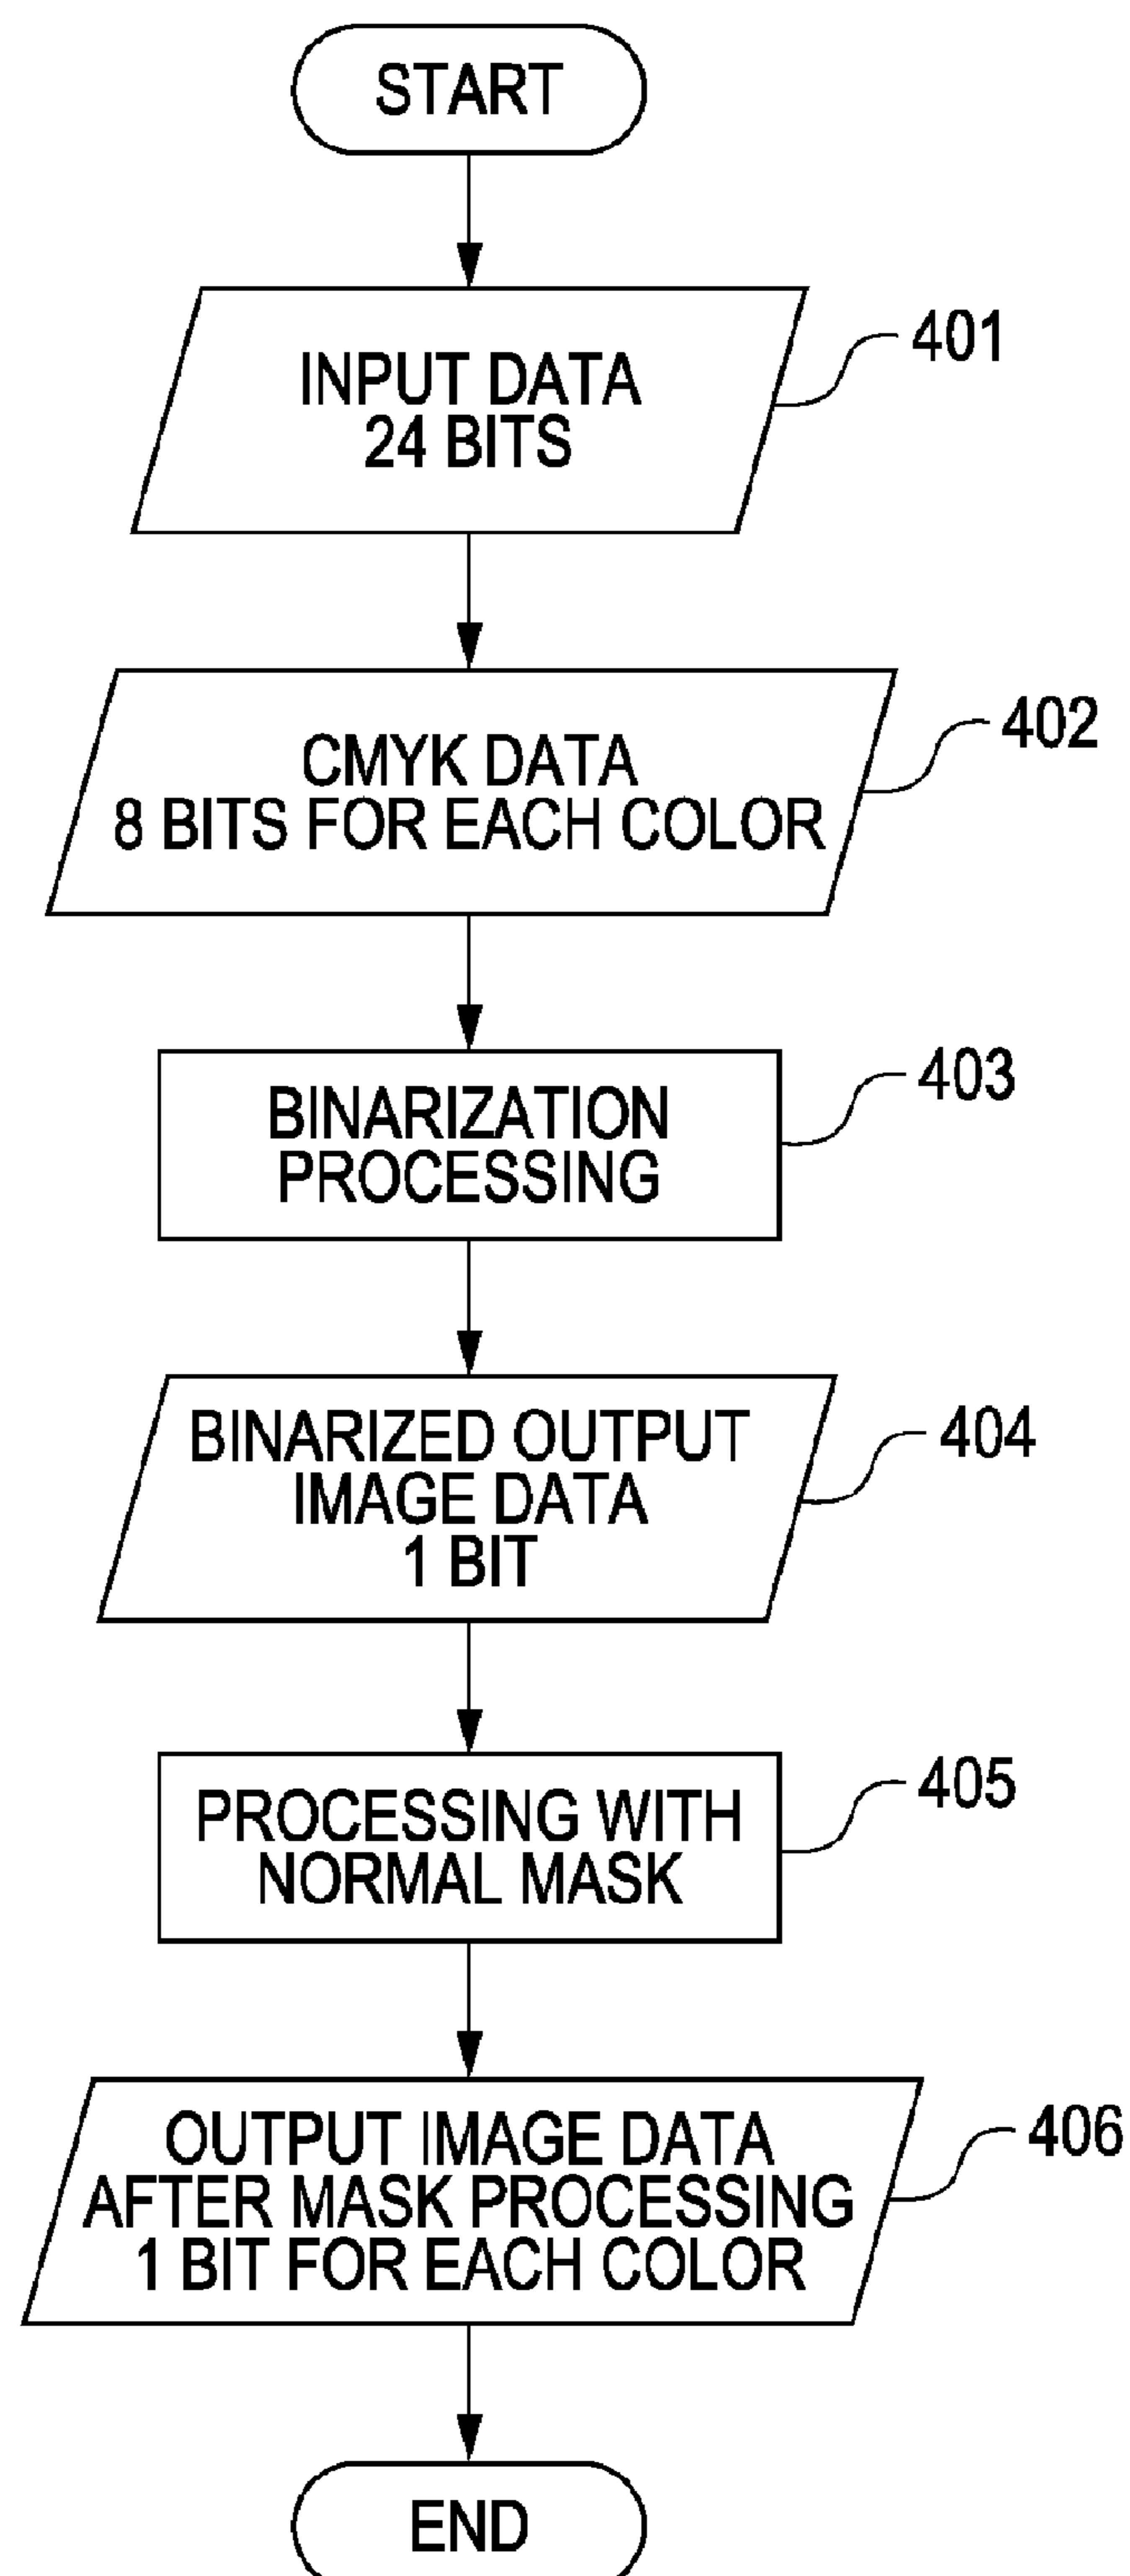 START
INPUT DATA
24 BITS
401
CMYK DATA
8 BITS FOR EACH COLOR
402
BINARIZATION
PROCESSING
403
BINARIZED OUTPUT
IMAGE DATA
1 BIT
404
PROCESSING WITH
NORMAL MASK
405
OUTPUT IMAGE DATA
AFTER MASK PROCESSING
1 BIT FOR EACH COLOR
406
END